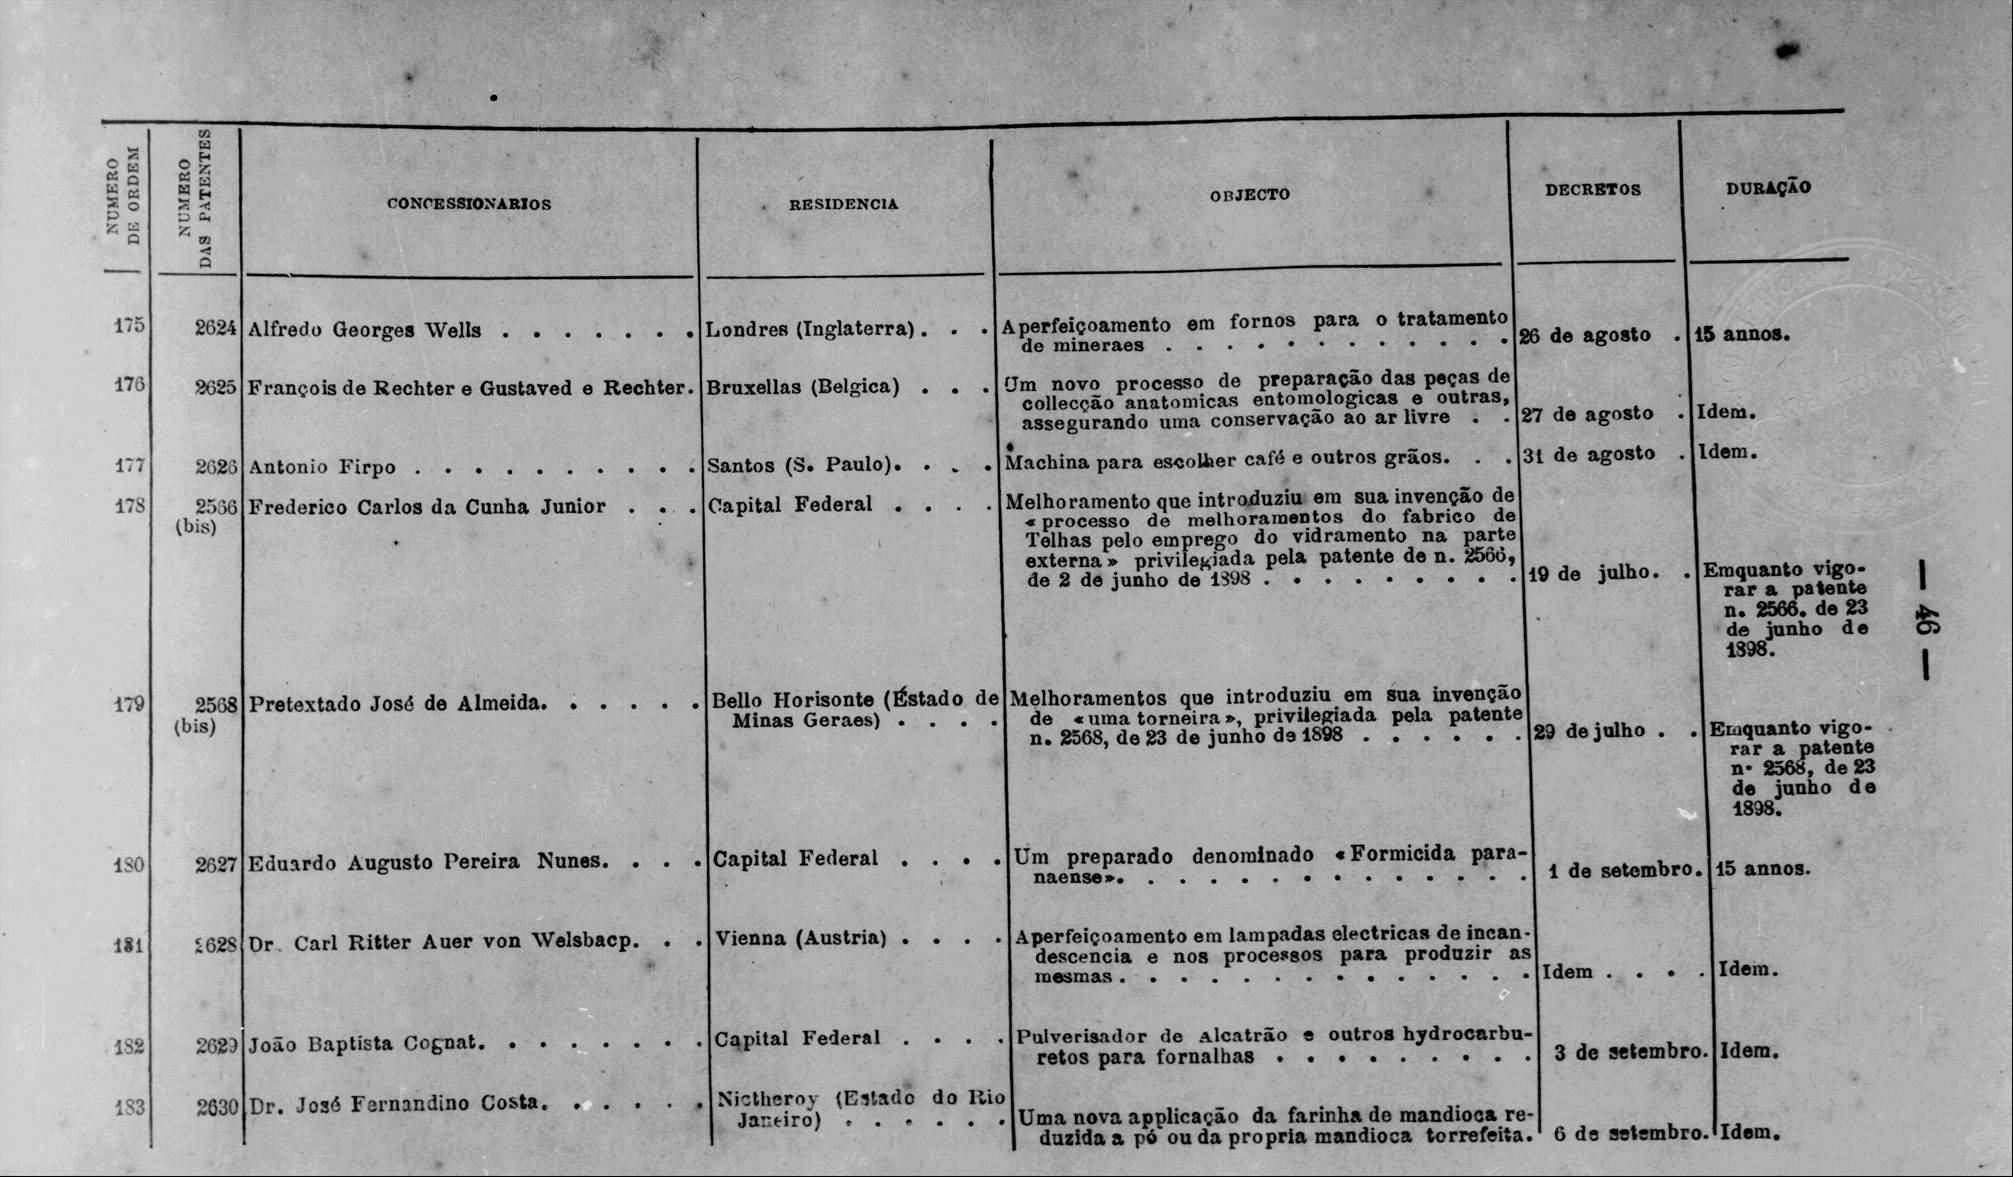 NUMERO DE ORDEM
NUMERO DAS PATENTES
CONCESSIONARIOS
RESIDENCIA
OBJECTO
DECRETOS
DURAÇÃO
175
2624
Alfredo Georges Wells . . . . . . .
Londres (Inglaterra). . .
Aperfeiçoamento em fornos para o tratamento
de mineraes . . . . . . . . . . . .
26 de agosto .
15 annos.
176
2625
François de Rechter e Gustaved e Rechter.
Bruxellas (Belgica) . . .
Um novo processo de preparação das peças de
collecção anatomicas entomologicas e outras,
assegurando uma conservação ao ar livre . .
27 de agosto .
Idem.
177
2626
Antonio Firpo . . . . . . . . . .
Santos (S. Paulo). . . .
Machina para escolher café e outros grãos. . .
31 de agosto .
Idem.
178
2566
(bis)
Frederico Carlos da Cunha Junior . . .
Capital Federal . . . .
Melhoramento que introduziu em sua invenção de
« processo de melhoramentos do fabrico de
Telhas pelo emprego do vidramento na parte
externa » privilegiada pela patente de n. 2566,
de 2 de junho de 1898 . . . . . . . . .
19 de julho. .
Emquanto vigo-
rar a patente
n. 2566. de 23
de junho de
1898.
— 46 —
179
2568
(bis)
Pretextado José de Almeida. . . . . .
Bello Horisonte (Éstado de
Minas Geraes) . . . .
Melhoramentos que introduziu em sua invenção
de « uma torneira », privilegiada pela patente
n. 2568, de 23 de junho de 1898 . . . . . .
29 de julho . .
Emquanto vigo-
rar a patente
n· 2568, de 23
de junho de
1898.
180
2627
Eduardo Augusto Pereira Nunes. . . .
Capital Federal . . . .
Um preparado denominado « Formicida para-
naense ». . . . . . . . . . . . . .
1 de setembro.
15 annos.
181
2628
Dr. Carl Ritter Auer von Welsbacp. . .
Vienna (Austria) . . . .
Aperfeiçoamento em lampadas electricas de incan-
descencia e nos processos para produzir as
mesmas . . . . . . . . . . . . . .
Idem . . . .
Idem.
182
2629
João Baptista Cognat. . . . . . . .
Capital Federal . . . .
Pulverisador de Alcatrão e outros hydrocarbu-
retos para fornalhas . . . . . . . . .
3 de setembro.
Idem.
183
2630
Dr. José Fernandino Costa. . . . . .
Nictheroy (Estado do Rio
Janeiro) . . . . . .
Uma nova applicação da farinha de mandioca re-
duzida a pó ou da propria mandioca torrefeita.
6 de setembro.
Idem.